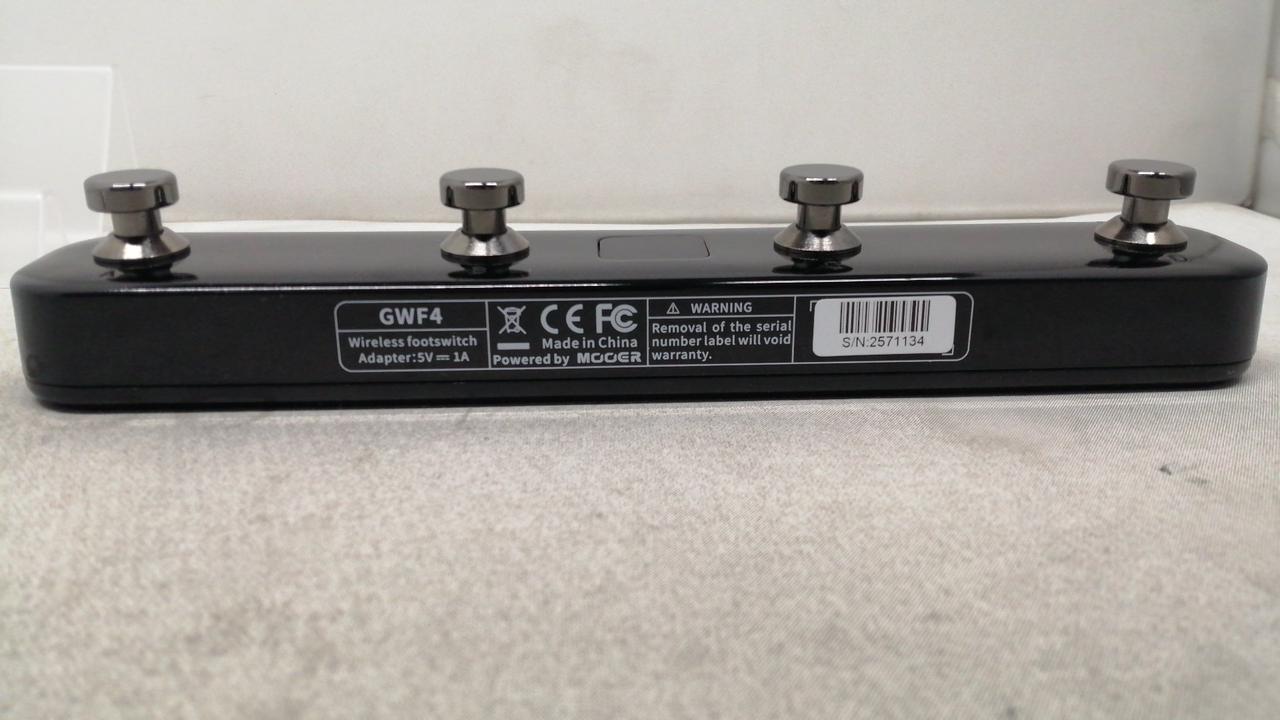 GWF4
Wireless footswitch
Adapter:5V⎓1A
CE FC
Made in China
Powered by MOOER
⚠ WARNING
Removal of the serial
number label will void
warranty.
S/N:2571134